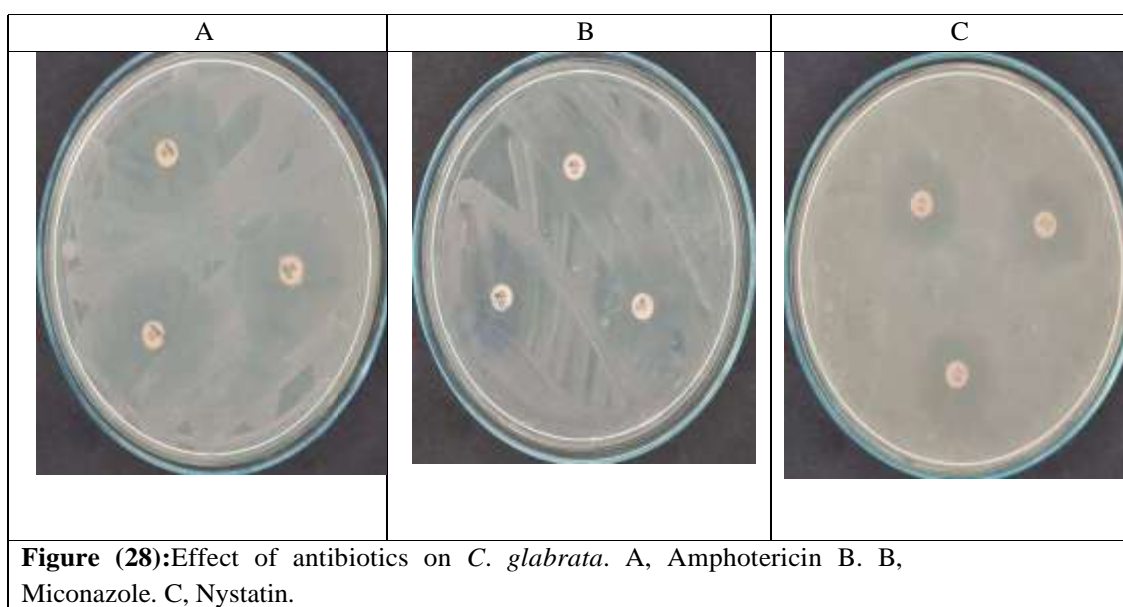 A
B
C
Figure (28):Effect of antibiotics on C. glabrata. A, Amphotericin B. B,
Miconazole. C, Nystatin.